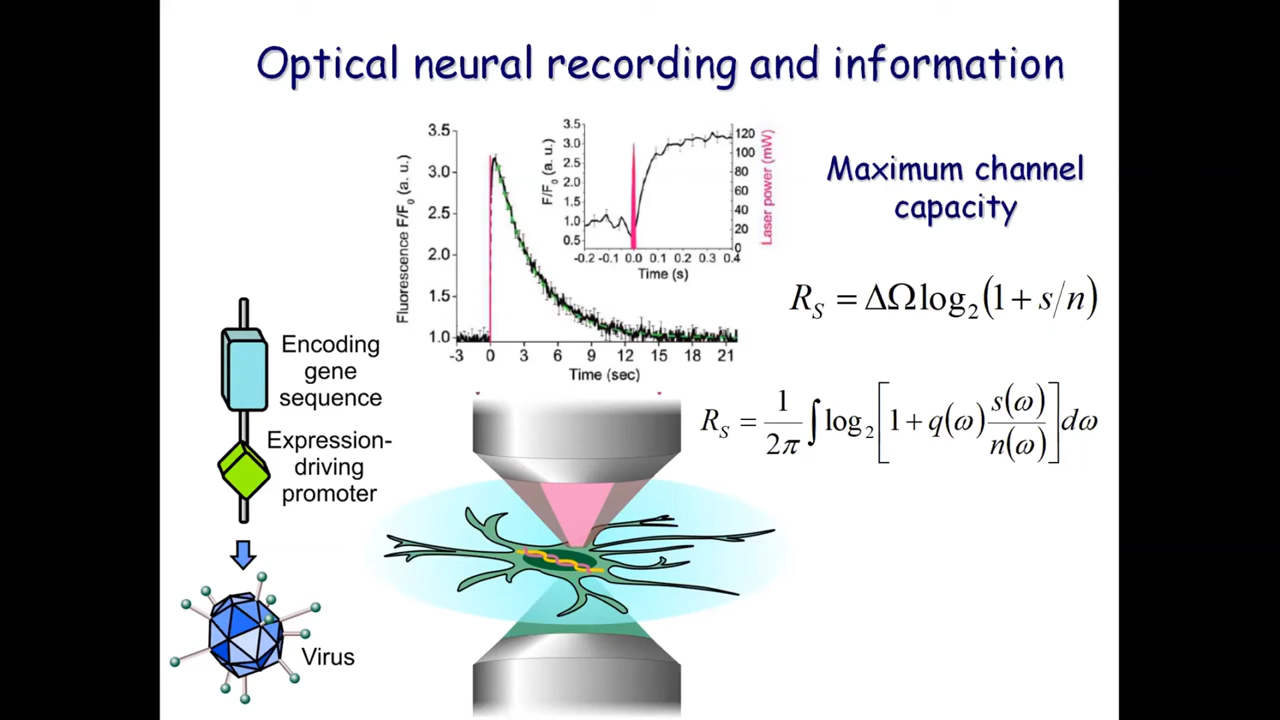 Optical neural recording and information
3.5
3.0
2.5
2.0
1.5
1.0
Fluorescence F/F₀ (a. u.)
-3 0 3 6 9 12 15 18 21
Time (sec)
3.5
3.0
2.5
2.0
1.5
1.0
0.5
F/F₀ (a. u.)
-0.2 -0.1 0.0 0.1 0.2 0.3 0.4
Time (s)
120
100
80
60
40
20
0
Laser power (mW)
Maximum channel
capacity
R_S = ΔΩ log₂(1 + s/n)
R_S = 1/2π ∫ log₂[1 + q(ω) s(ω)/n(ω)] dω
Encoding
gene
sequence
Expression-
driving
promoter
Virus